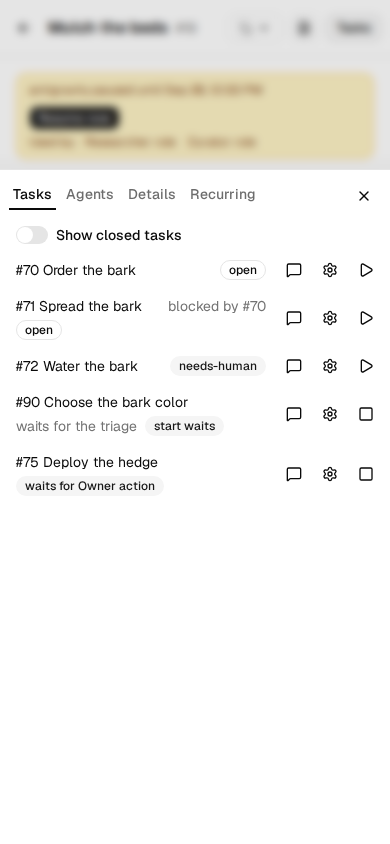 Tasks Agents Details Recurring
Show closed tasks
#70 Order the bark open
#71 Spread the bark blocked by #70
open
#72 Water the bark needs-human
#90 Choose the bark color
waits for the triage start waits
#75 Deploy the hedge
waits for Owner action